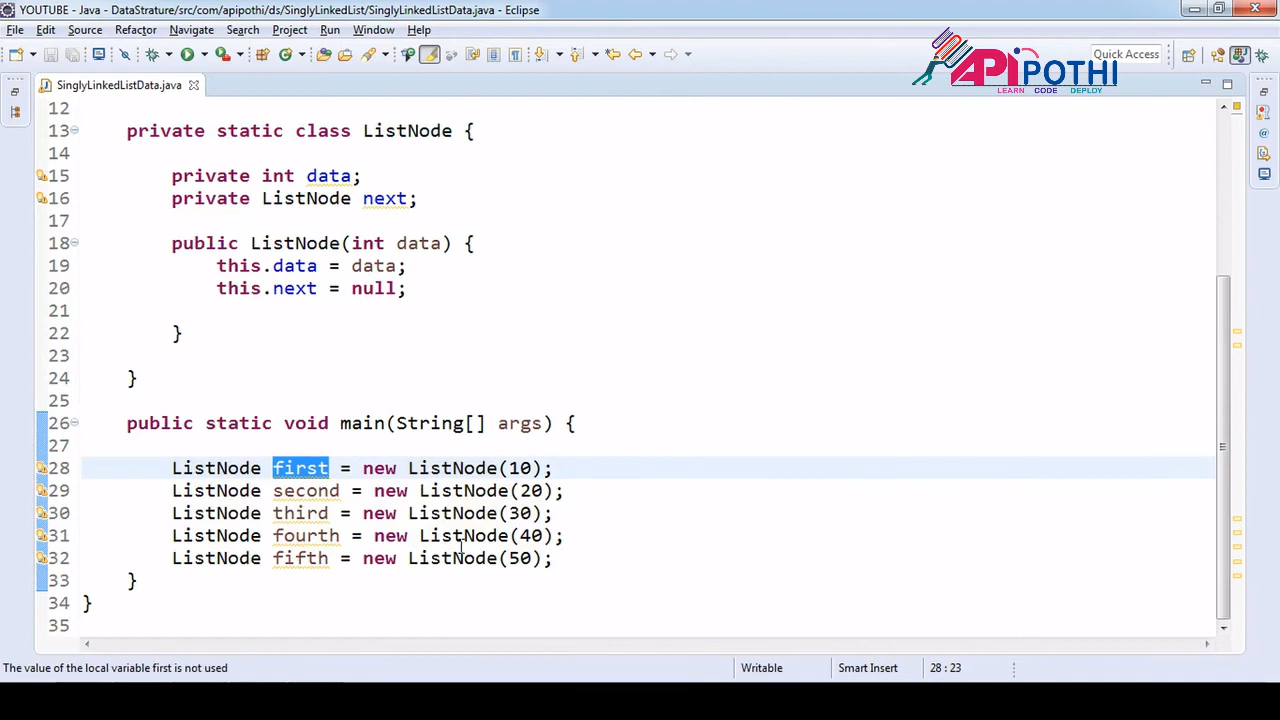 YOUTUBE - Java - DataStrature/src/com/apipothi/ds/SinglyLinkedList/SinglyLinkedListData.java - Eclipse
File Edit Source Refactor Navigate Search Project Run Window Help
Quick Access
APIPOTHI
LEARN CODE DEPLOY
SinglyLinkedListData.java
12
13 private static class ListNode {
14
15 private int data;
16 private ListNode next;
17
18 public ListNode(int data) {
19 this.data = data;
20 this.next = null;
21
22 }
23
24 }
25
26 public static void main(String[] args) {
27
28 ListNode first = new ListNode(10);
29 ListNode second = new ListNode(20);
30 ListNode third = new ListNode(30);
31 ListNode fourth = new ListNode(40);
32 ListNode fifth = new ListNode(50);
33 }
34 }
35
The value of the local variable first is not used Writable Smart Insert 28 : 23